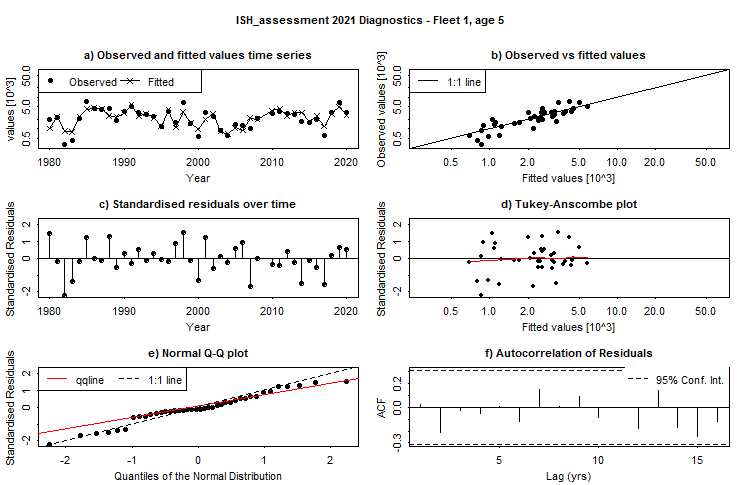 ISH_assessment 2021 Diagnostics - Fleet 1, age 5
a) Observed and fitted values time series
values [10^3]
0.5 5.0 50.0
Observed Fitted
1980 1990 2000 2010 2020
Year
b) Observed vs fitted values
Observed values [10^3]
0.5 5.0 50.0
1:1 line
0.5 1.0 2.0 5.0 10.0 20.0 50.0
Fitted values [10^3]
c) Standardised residuals over time
Standardised Residuals
-2 0 1 2
1980 1990 2000 2010 2020
Year
d) Tukey-Anscombe plot
Standardised Residuals
-2 0 1 2
0.5 1.0 2.0 5.0 10.0 20.0 50.0
Fitted values [10^3]
e) Normal Q-Q plot
Standardised Residuals
-2 0 1 2
qqline 1:1 line
-2 -1 0 1 2
Quantiles of the Normal Distribution
f) Autocorrelation of Residuals
ACF
-0.3 0.0 0.2
95% Conf. Int.
5 10 15
Lag (yrs)